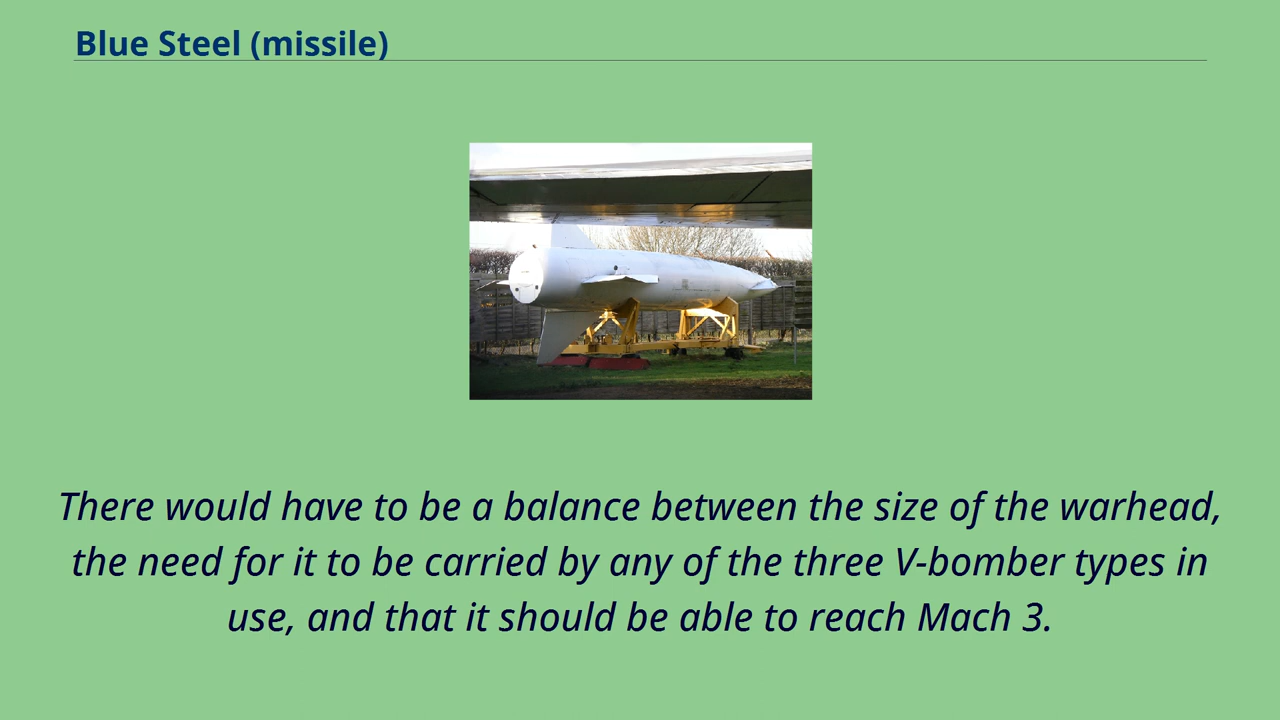 Blue Steel (missile)
There would have to be a balance between the size of the warhead,
the need for it to be carried by any of the three V-bomber types in
use, and that it should be able to reach Mach 3.